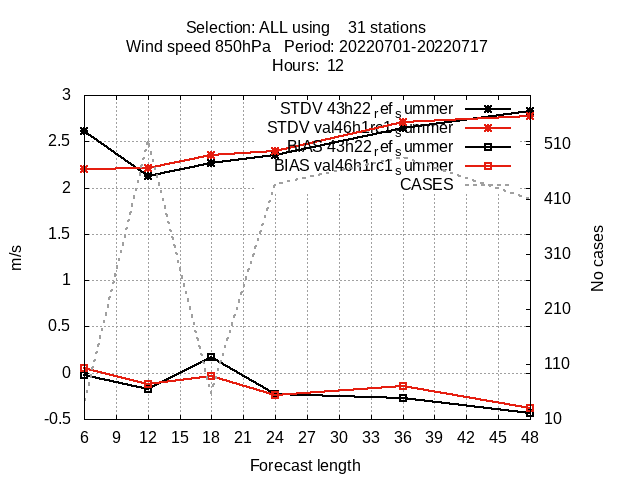 Selection: ALL using    31 stations
Wind speed 850hPa   Period: 20220701-20220717
Hours:  12
STDV 43h22_ref_summer
STDV val46h1rc1_summer
BIAS 43h22_ref_summer
BIAS val46h1rc1_summer
CASES
3
2.5
2
1.5
1
0.5
0
-0.5
m/s
510
410
310
210
110
10
No cases
6 9 12 15 18 21 24 27 30 33 36 39 42 45 48
Forecast length